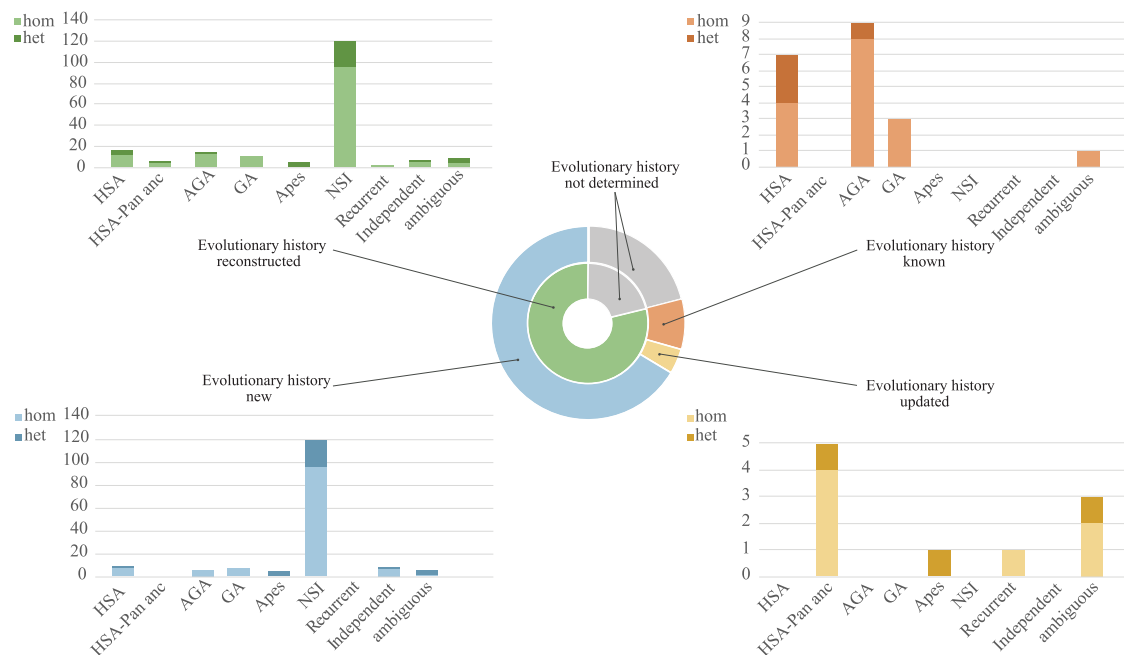 hom
het
140
120
100
80
60
40
20
0
HSA
HSA-Pan anc
AGA
GA
Apes
NSI
Recurrent
Independent
ambiguous
hom
het
9
8
7
6
5
4
3
2
1
0
HSA
HSA-Pan anc
AGA
GA
Apes
NSI
Recurrent
Independent
ambiguous
Evolutionary history
not determined
Evolutionary history
reconstructed
Evolutionary history
known
Evolutionary history
new
Evolutionary history
updated
hom
het
140
120
100
80
60
40
20
0
HSA
HSA-Pan anc
AGA
GA
Apes
NSI
Recurrent
Independent
ambiguous
hom
het
5
4
3
2
1
0
HSA
HSA-Pan anc
AGA
GA
Apes
NSI
Recurrent
Independent
ambiguous